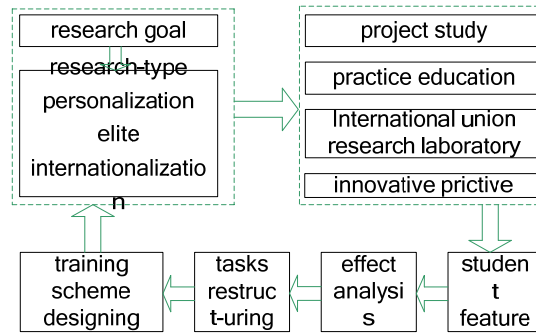 research goal
research-type
personalization
elite
internationalizatio
n
project study
practice education
International union
research laboratory
innovative prictive
training
scheme
designing
tasks
restruc
t-uring
effect
analysi
s
studen
t
feature